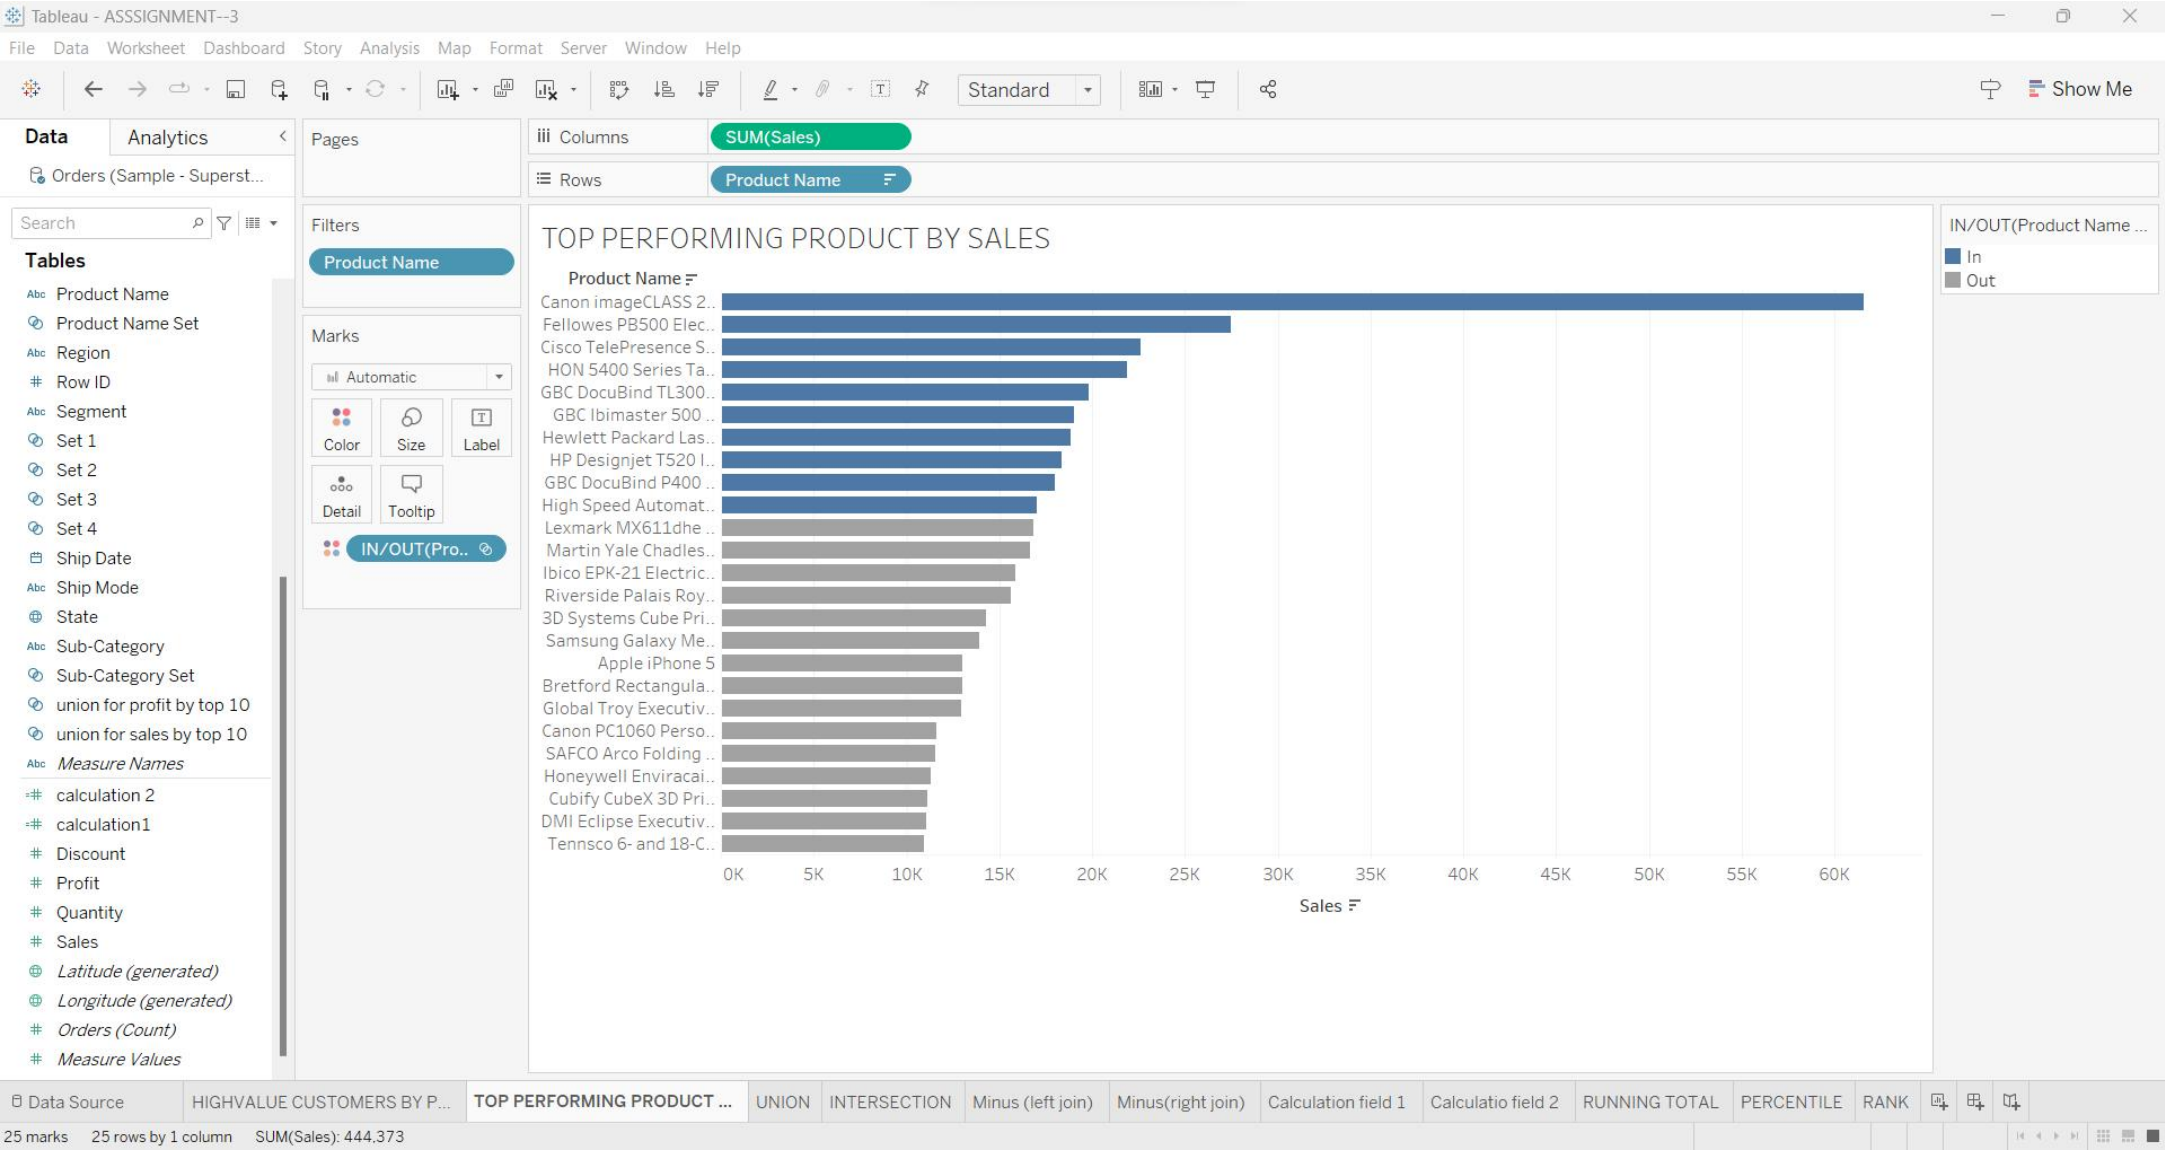 Tableau - ASSSIGNMENT--3
File Data Worksheet Dashboard Story Analysis Map Format Server Window Help
Standard
Show Me
Data Analytics
Orders (Sample - Superst...
Search
Tables
Abc Product Name
Product Name Set
Abc Region
# Row ID
Abc Segment
Set 1
Set 2
Set 3
Set 4
Ship Date
Abc Ship Mode
State
Abc Sub-Category
Sub-Category Set
union for profit by top 10
union for sales by top 10
Abc Measure Names
=# calculation 2
=# calculation1
# Discount
# Profit
# Quantity
# Sales
Latitude (generated)
Longitude (generated)
# Orders (Count)
# Measure Values
Pages
Filters
Product Name
Marks
Automatic
Color Size Label
Detail Tooltip
IN/OUT(Pro..
Columns SUM(Sales)
Rows Product Name
TOP PERFORMING PRODUCT BY SALES
Product Name
Canon imageCLASS 2..
Fellowes PB500 Elec..
Cisco TelePresence S..
HON 5400 Series Ta..
GBC DocuBind TL300..
GBC Ibimaster 500 ..
Hewlett Packard Las..
HP Designjet T520 I..
GBC DocuBind P400 ..
High Speed Automat..
Lexmark MX611dhe ..
Martin Yale Chadles..
Ibico EPK-21 Electric..
Riverside Palais Roy..
3D Systems Cube Pri..
Samsung Galaxy Me..
Apple iPhone 5
Bretford Rectangula..
Global Troy Executiv..
Canon PC1060 Perso..
SAFCO Arco Folding ..
Honeywell Enviracai..
Cubify CubeX 3D Pri..
DMI Eclipse Executiv..
Tennsco 6- and 18-C..
0K 5K 10K 15K 20K 25K 30K 35K 40K 45K 50K 55K 60K
Sales
IN/OUT(Product Name ...
In
Out
Data Source HIGHVALUE CUSTOMERS BY P... TOP PERFORMING PRODUCT ... UNION INTERSECTION Minus (left join) Minus(right join) Calculation field 1 Calculatio field 2 RUNNING TOTAL PERCENTILE RANK
25 marks 25 rows by 1 column SUM(Sales): 444,373